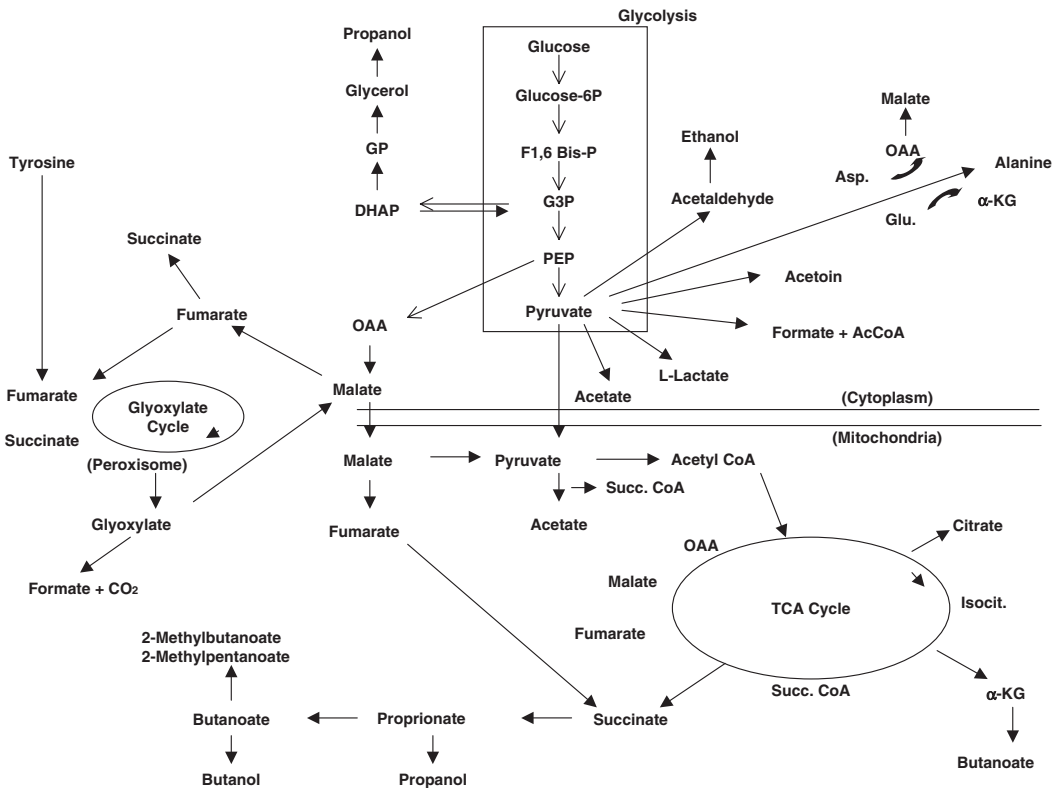 Glycolysis
Propanol
Glucose
Glycerol
Glucose-6P
Malate
Ethanol
GP
F1,6 Bis-P
OAA
Tyrosine
Alanine
Asp.
Acetaldehyde
α-KG
DHAP
G3P
Glu.
Succinate
PEP
Acetoin
Fumarate
OAA
Pyruvate
Formate + AcCoA
L-Lactate
Malate
Fumarate
Acetate
(Cytoplasm)
Glyoxylate
Cycle
Succinate
(Mitochondria)
(Peroxisome)
Malate
Pyruvate
Acetyl CoA
Succ. CoA
Glyoxylate
Fumarate
Acetate
Citrate
OAA
Formate + CO2
Malate
Isocit.
TCA Cycle
Fumarate
2-Methylbutanoate
2-Methylpentanoate
Succ. CoA
α-KG
Butanoate
Proprionate
Succinate
Butanoate
Butanol
Propanol